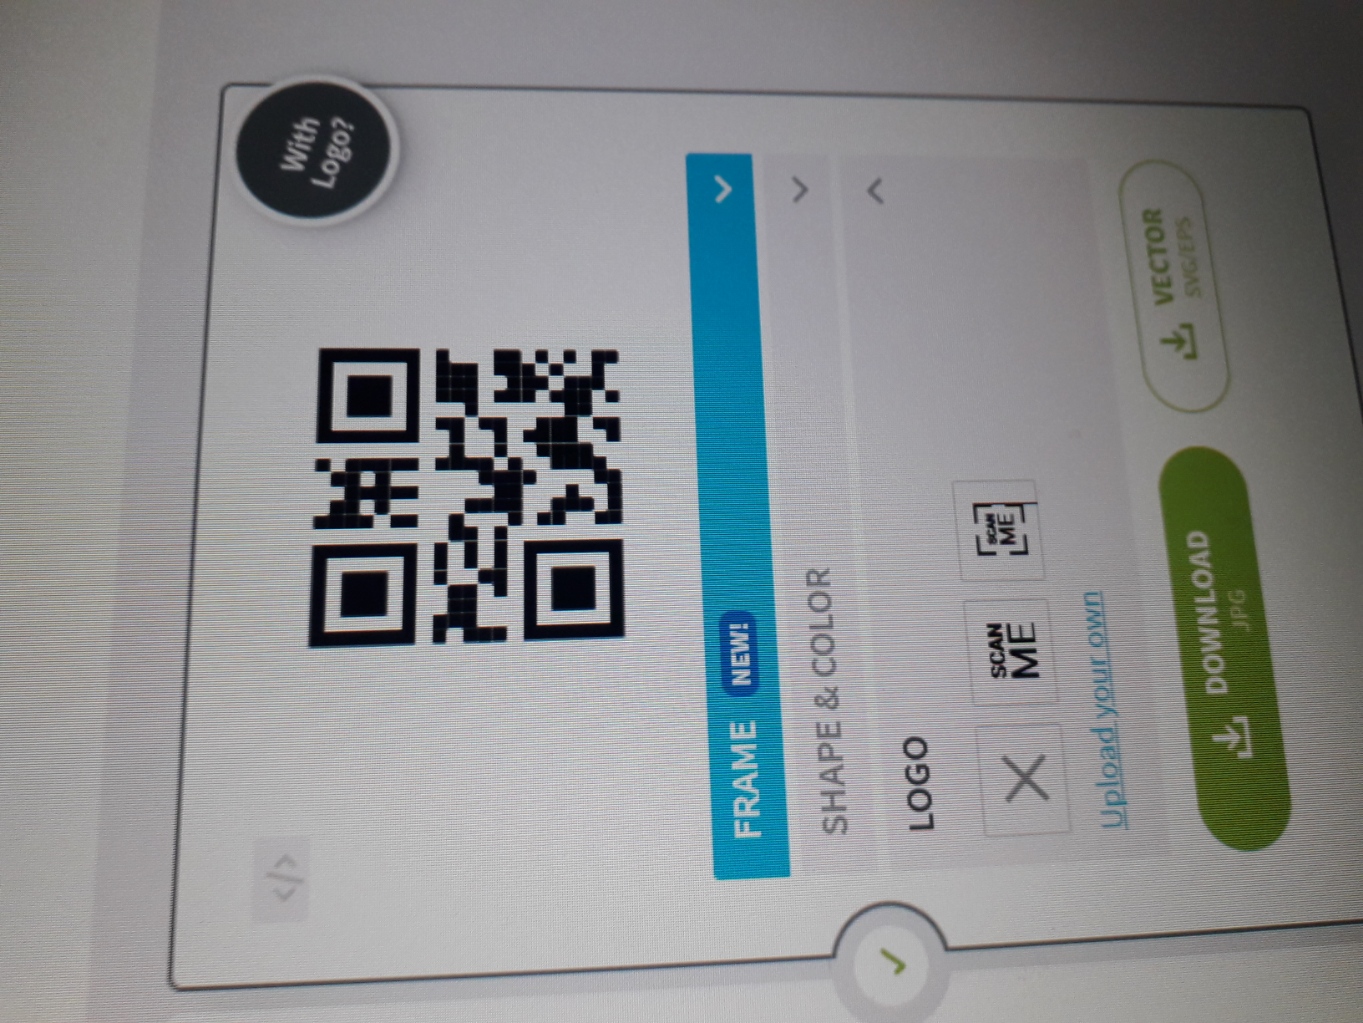 </>
With
Logo?
FRAME NEW!
SHAPE & COLOR
LOGO
SCAN
ME
SCAN
ME
Upload your own
DOWNLOAD
JPG
VECTOR
SVG/EPS